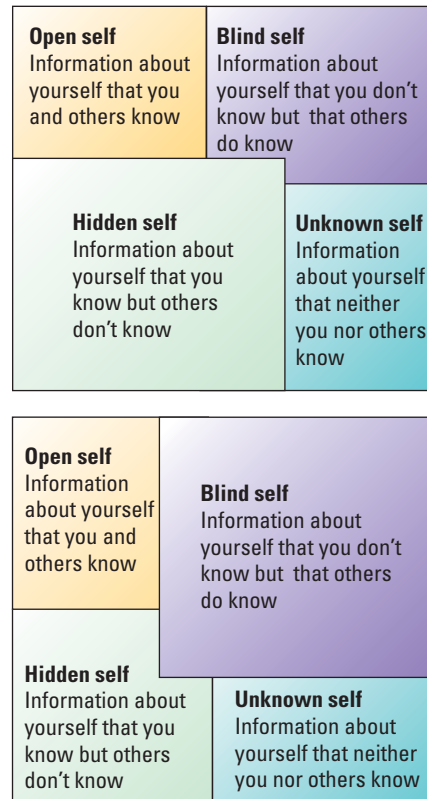 Open self
Information about
yourself that you
and others know
Blind self
Information about
yourself that you don't
know but that others
do know
Hidden self
Information about
yourself that you
know but others
don't know
Unknown self
Information
about yourself
that neither
you nor others
know
Open self
Information
about yourself
that you and
others know
Blind self
Information about
yourself that you don't
know but that others
do know
Hidden self
Information about
yourself that you
know but others
don't know
Unknown self
Information about
yourself that neither
you nor others know